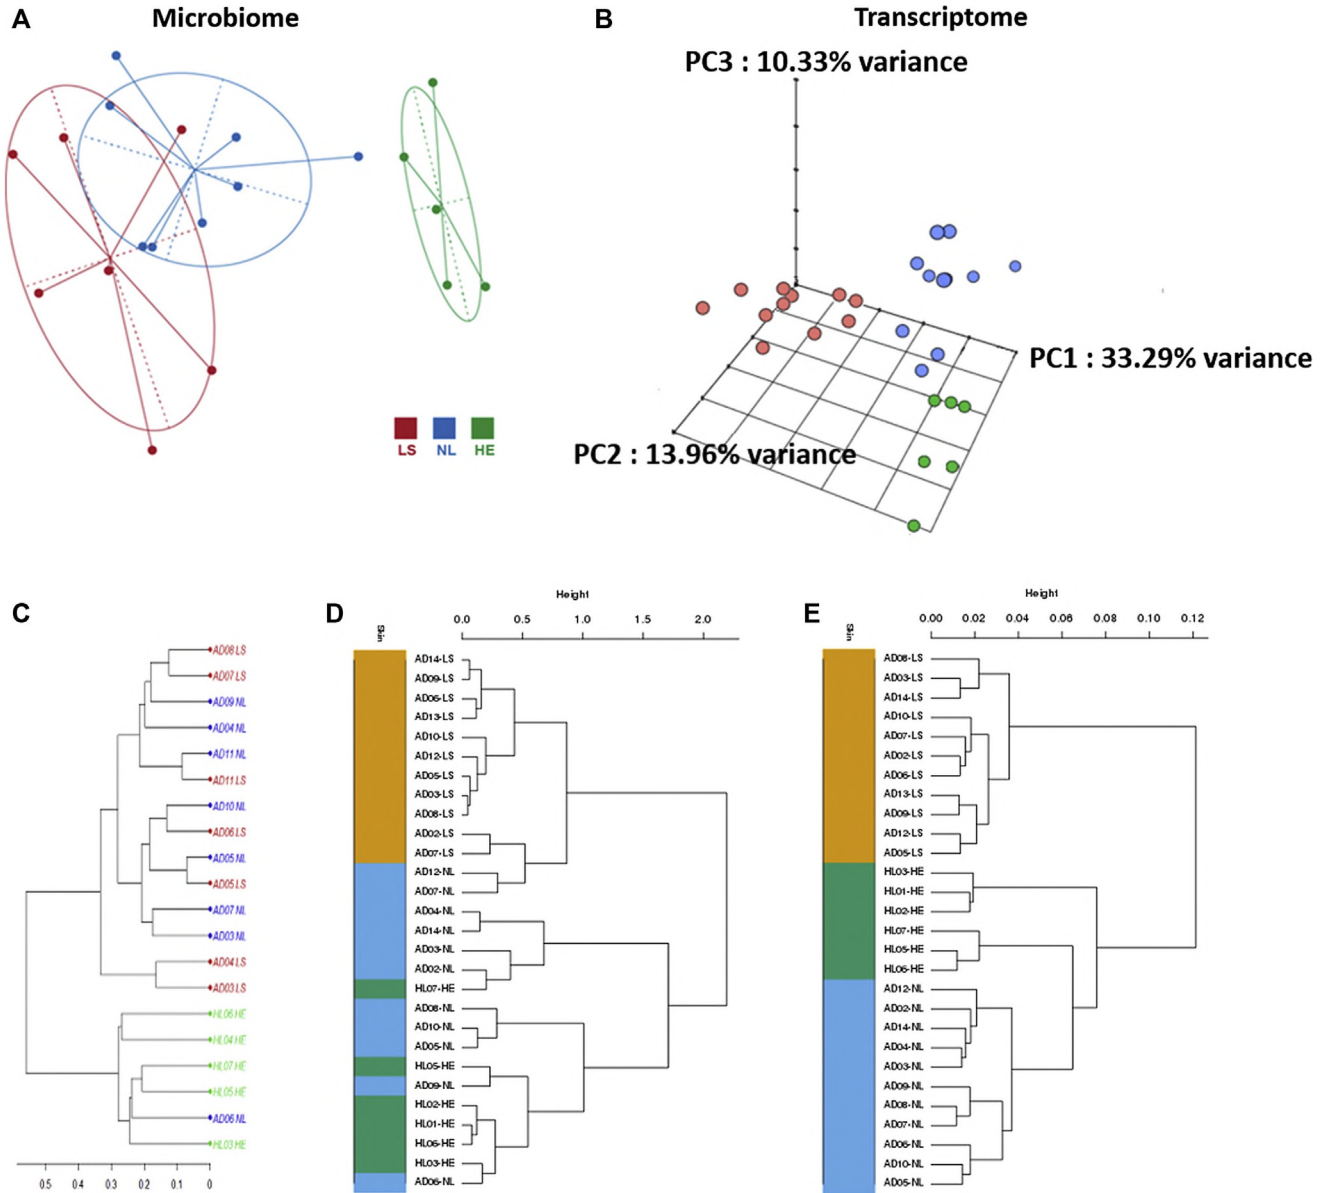 A
Microbiome
LS
NL
HE
B
Transcriptome
PC3 : 10.33% variance
PC1 : 33.29% variance
PC2 : 13.96% variance
C
AD08 LS
AD07 LS
AD09 NL
AD04 NL
AD11 NL
AD11 LS
AD10 NL
AD06 LS
AD05 NL
AD05 LS
AD07 NL
AD03 NL
AD04 LS
AD03 LS
HL06 HE
HL04 HE
HL07 HE
HL05 HE
AD06 NL
HL03 HE
0.5 0.4 0.3 0.2 0.1 0
D
Height
0.0 0.5 1.0 1.5 2.0
Skin
AD14-LS
AD09-LS
AD06-LS
AD13-LS
AD10-LS
AD12-LS
AD05-LS
AD03-LS
AD08-LS
AD02-LS
AD07-LS
AD12-NL
AD07-NL
AD04-NL
AD14-NL
AD03-NL
AD02-NL
HL07-HE
AD08-NL
AD10-NL
AD05-NL
HL05-HE
AD09-NL
HL02-HE
HL01-HE
HL06-HE
HL03-HE
AD06-NL
E
Height
0.00 0.02 0.04 0.06 0.08 0.10 0.12
Skin
AD08-LS
AD03-LS
AD14-LS
AD10-LS
AD07-LS
AD02-LS
AD06-LS
AD13-LS
AD09-LS
AD12-LS
AD05-LS
HL03-HE
HL01-HE
HL02-HE
HL07-HE
HL05-HE
HL06-HE
AD12-NL
AD02-NL
AD14-NL
AD04-NL
AD03-NL
AD09-NL
AD08-NL
AD07-NL
AD06-NL
AD10-NL
AD05-NL